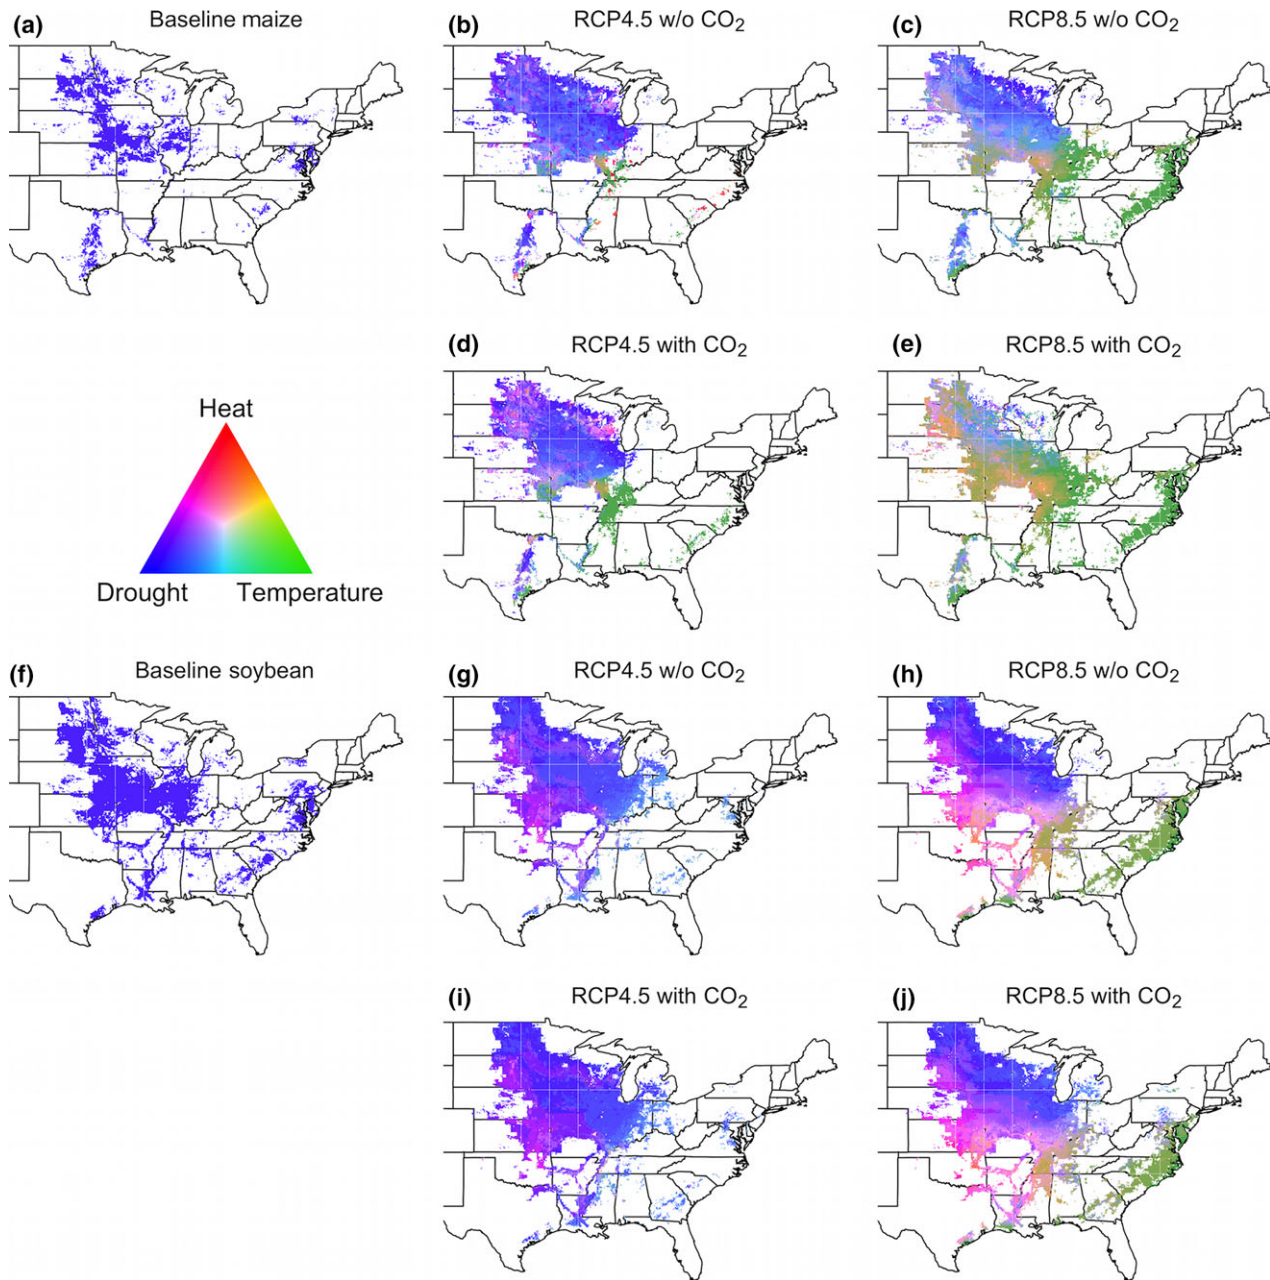 (a) Baseline maize
(b) RCP4.5 w/o CO2
(c) RCP8.5 w/o CO2
(d) RCP4.5 with CO2
(e) RCP8.5 with CO2
Heat
Drought Temperature
(f) Baseline soybean
(g) RCP4.5 w/o CO2
(h) RCP8.5 w/o CO2
(i) RCP4.5 with CO2
(j) RCP8.5 with CO2